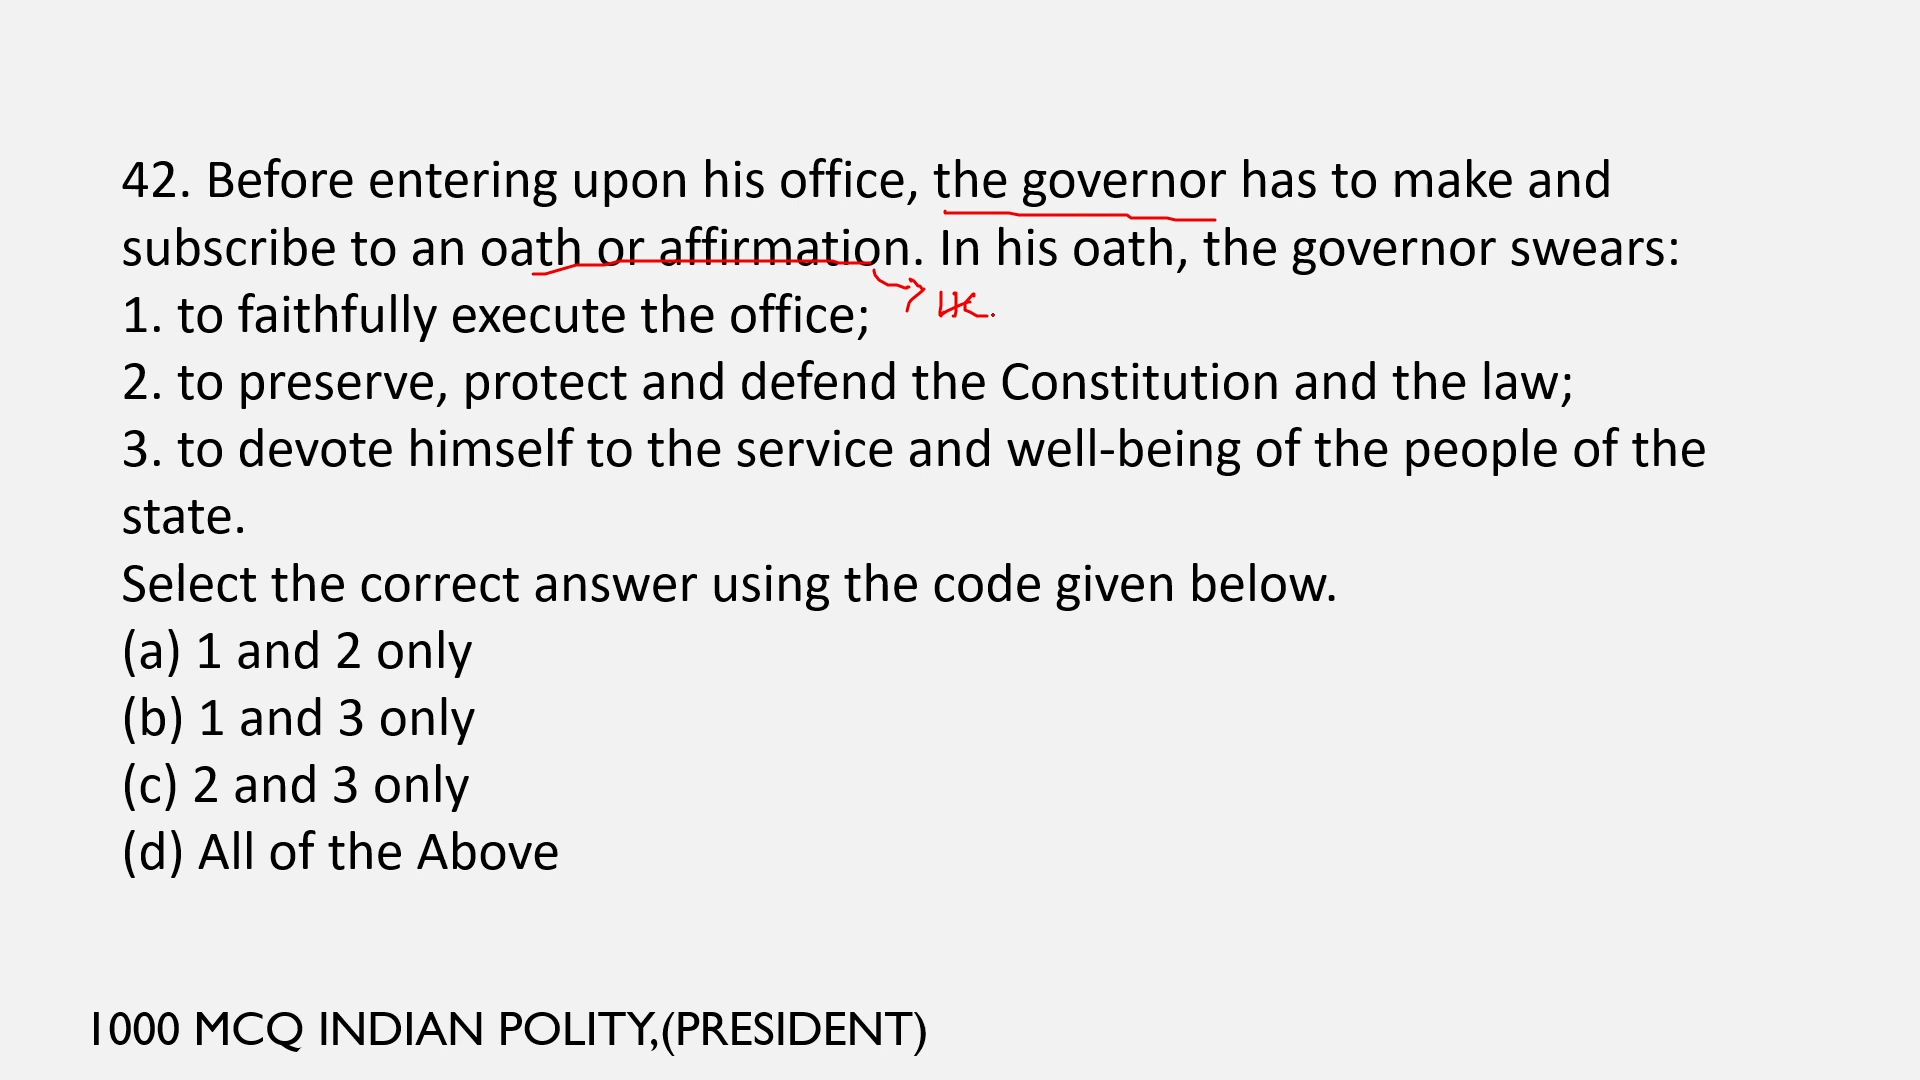 42. Before entering upon his office, the governor has to make and
subscribe to an oath or affirmation. In his oath, the governor swears:
1. to faithfully execute the office;
2. to preserve, protect and defend the Constitution and the law;
3. to devote himself to the service and well-being of the people of the
state.
Select the correct answer using the code given below.
(a) 1 and 2 only
(b) 1 and 3 only
(c) 2 and 3 only
(d) All of the Above
1000 MCQ INDIAN POLITY,(PRESIDENT)